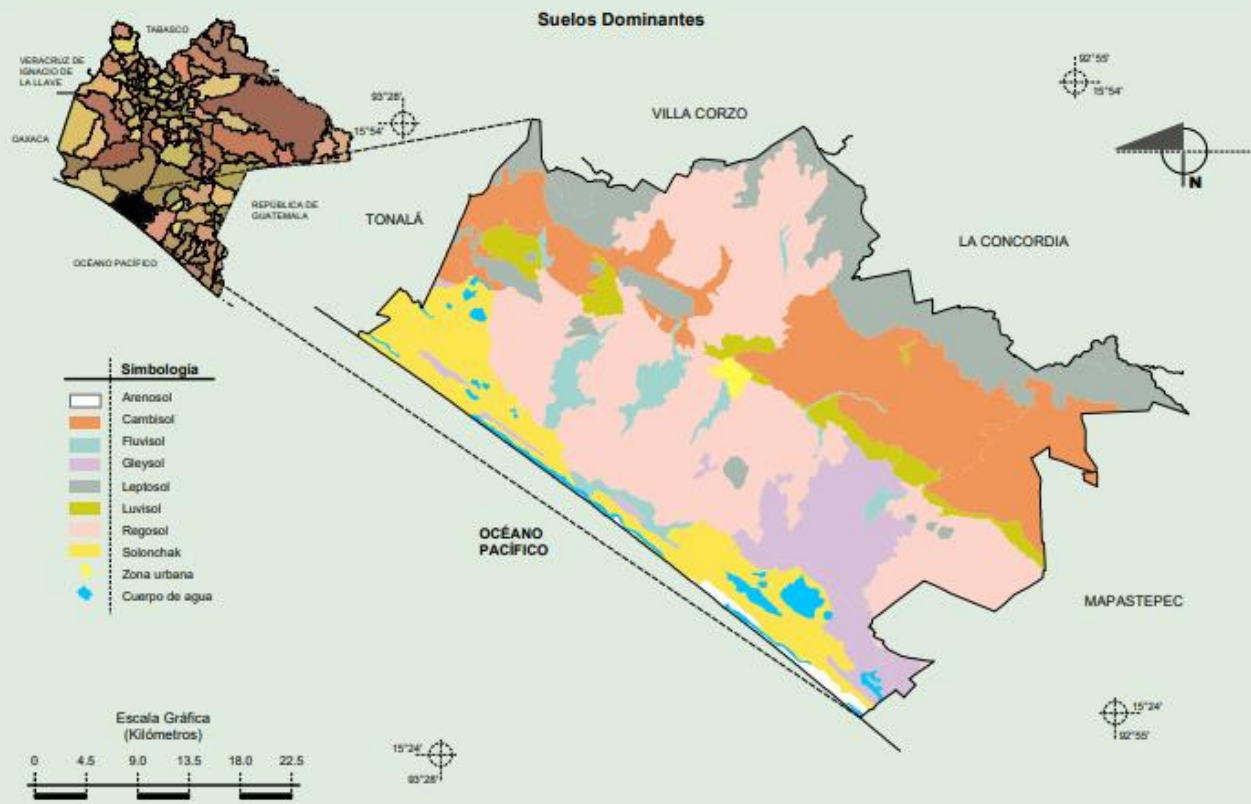 Suelos Dominantes
TABASCO
VERACRUZ DE
IGNACIO DE
LA LLAVE
OAXACA
REPÚBLICA DE
GUATEMALA
OCÉANO PACÍFICO
93°28'
15°54'
92°55'
15°54'
N
VILLA CORZO
TONALÁ
LA CONCORDIA
OCÉANO
PACÍFICO
MAPASTEPEC
Simbología
Arenosol
Cambisol
Fluvisol
Gleysol
Leptosol
Luvisol
Regosol
Solonchak
Zona urbana
Cuerpo de agua
Escala Gráfica
(Kilómetros)
0 4.5 9.0 13.5 18.0 22.5
15°24'
93°28'
15°24'
92°55'